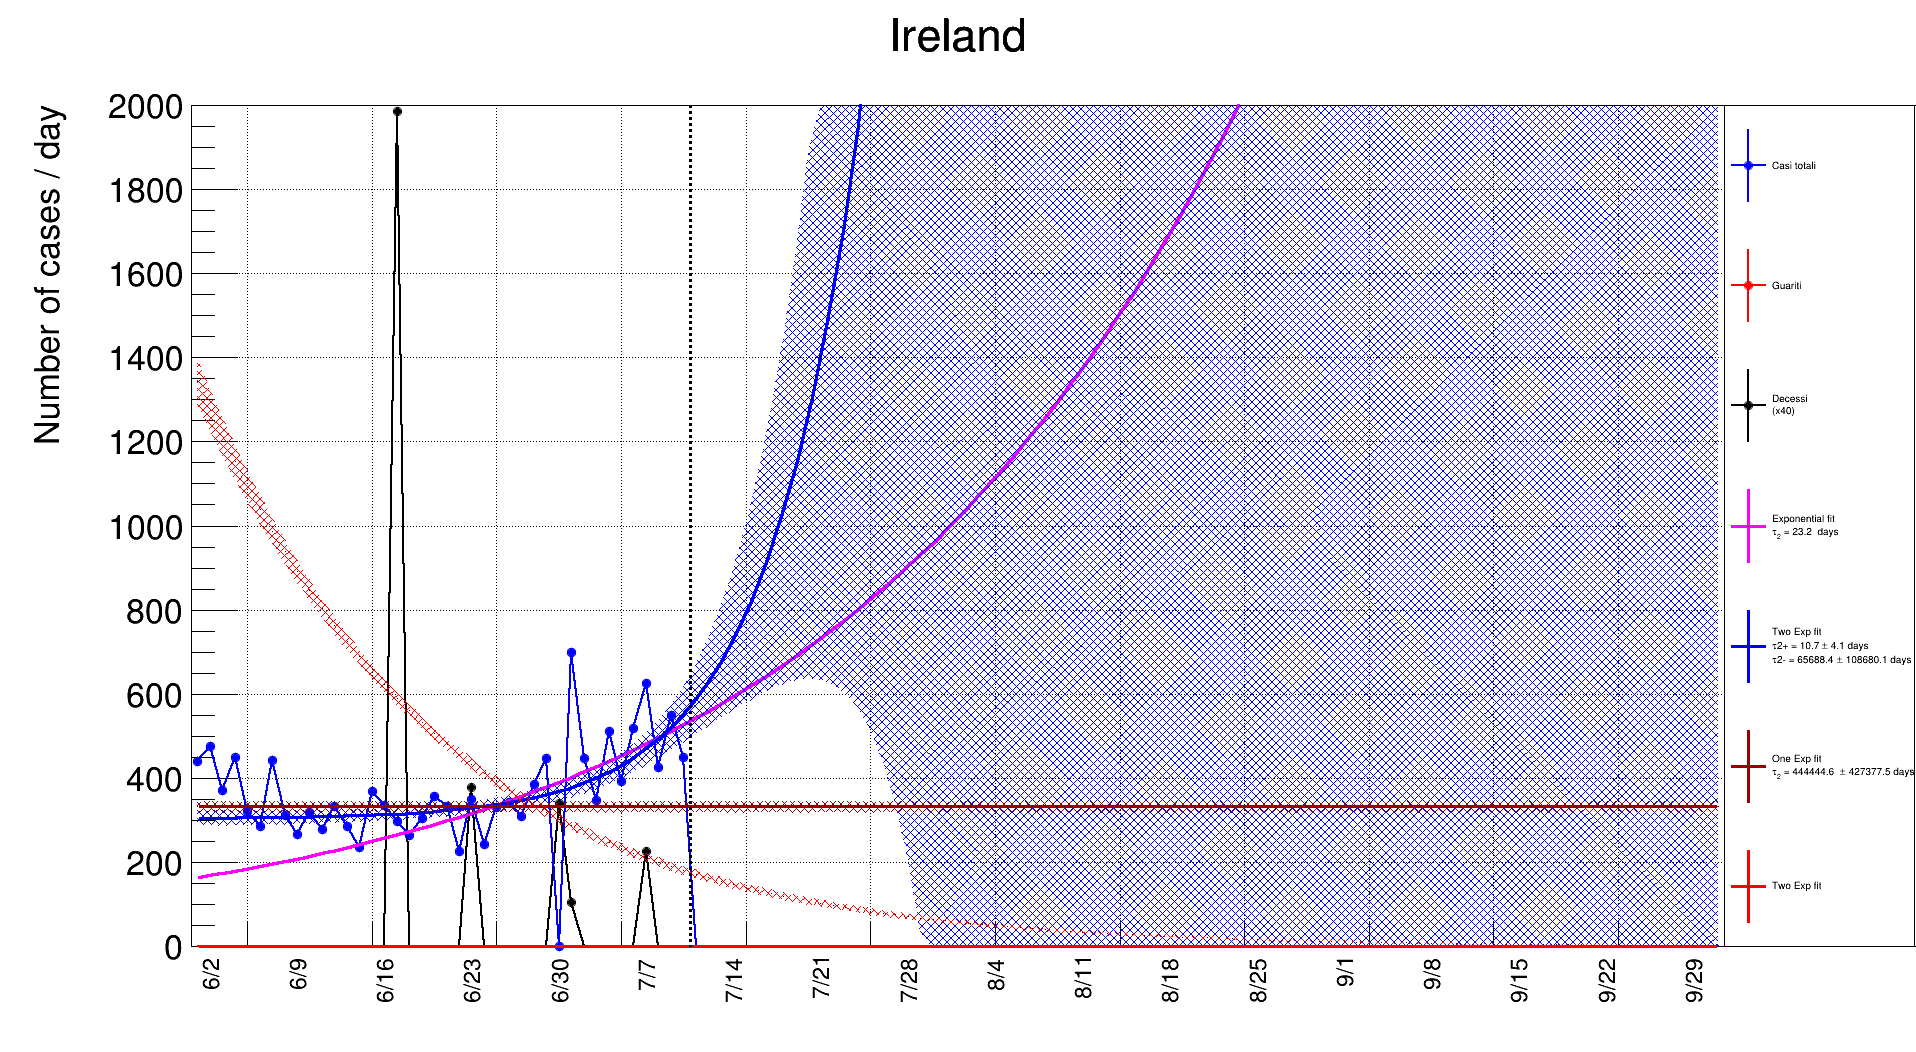 Ireland
Number of cases / day
2000
1800
1600
1400
1200
1000
800
600
400
200
0
6/2
6/9
6/16
6/23
6/30
7/7
7/14
7/21
7/28
8/4
8/11
8/18
8/25
9/1
9/8
9/15
9/22
9/29
Casi totali
Guariti
Decessi
(x40)
Exponential fit
τ₂ = 23.2 days
Two Exp fit
τ2+ = 10.7 ± 4.1 days
τ2- = 65688.4 ± 108680.1 days
One Exp fit
τ₂ = 444444.6 ± 427377.5 days
Two Exp fit